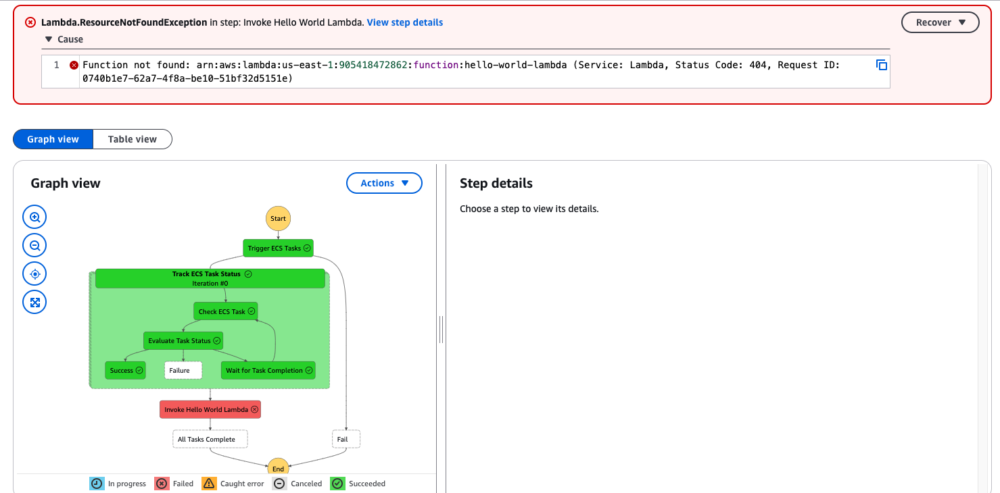 Lambda.ResourceNotFoundException in step: Invoke Hello World Lambda. View step details
Recover
Cause
1
Function not found: arn:aws:lambda:us-east-1:905418472862:function:hello-world-lambda (Service: Lambda, Status Code: 404, Request ID:
0740b1e7-62a7-4f8a-be10-51bf32d5151e)
Graph view
Table view
Graph view
Actions
Step details
Choose a step to view its details.
Start
Trigger ECS Tasks
Track ECS Task Status
Iteration #0
Check ECS Task
Evaluate Task Status
Success
Failure
Wait for Task Completion
Invoke Hello World Lambda
All Tasks Complete
Fail
End
In progress
Failed
Caught error
Canceled
Succeeded